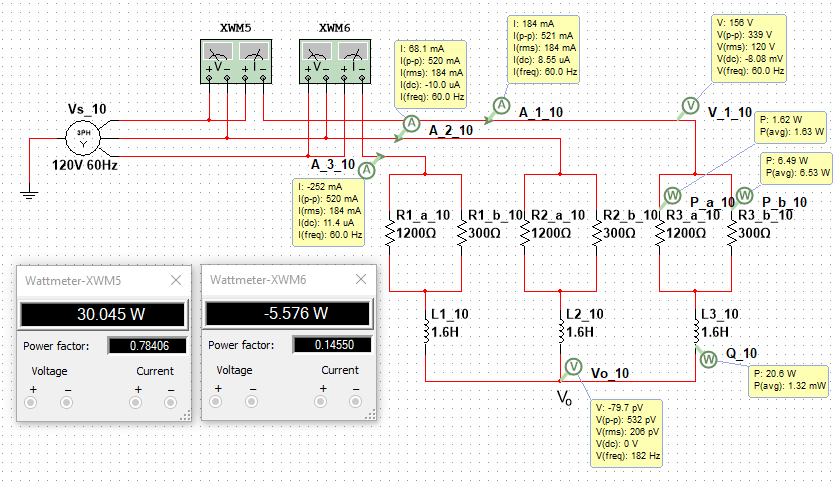 XWM5
XWM6
V
I
V
I
I: 68.1 mA
I(p-p): 520 mA
I(rms): 184 mA
I(dc): -10.0 uA
I(freq): 60.0 Hz
I: 184 mA
I(p-p): 521 mA
I(rms): 184 mA
I(dc): 8.55 uA
I(freq): 60.0 Hz
V: 156 V
V(p-p): 339 V
V(rms): 120 V
V(dc): -8.08 mV
V(freq): 60.0 Hz
Vs_10
3PH
Y
120V 60Hz
A
A_2_10
A
A_1_10
V
V_1_10
A_3_10
A
I: -252 mA
I(p-p): 520 mA
I(rms): 184 mA
I(dc): 11.4 uA
I(freq): 60.0 Hz
P: 1.62 W
P(avg): 1.63 W
P: 6.49 W
P(avg): 6.53 W
W
P_a_10
W
P_b_10
R1_a_10
1200Ω
R1_b_10
300Ω
R2_a_10
1200Ω
R2_b_10
300Ω
R3_a_10
1200Ω
R3_b_10
300Ω
L1_10
1.6H
L2_10
1.6H
L3_10
1.6H
W
Q_10
P: 20.6 W
P(avg): 1.32 mW
V
Vo_10
Vo
V: -79.7 pV
V(p-p): 532 pV
V(rms): 206 pV
V(dc): 0 V
V(freq): 182 Hz
Wattmeter-XWM5
30.045 W
Power factor: 0.78406
Voltage Current
+ - + -
Wattmeter-XWM6
-5.576 W
Power factor: 0.14550
Voltage Current
+ - + -